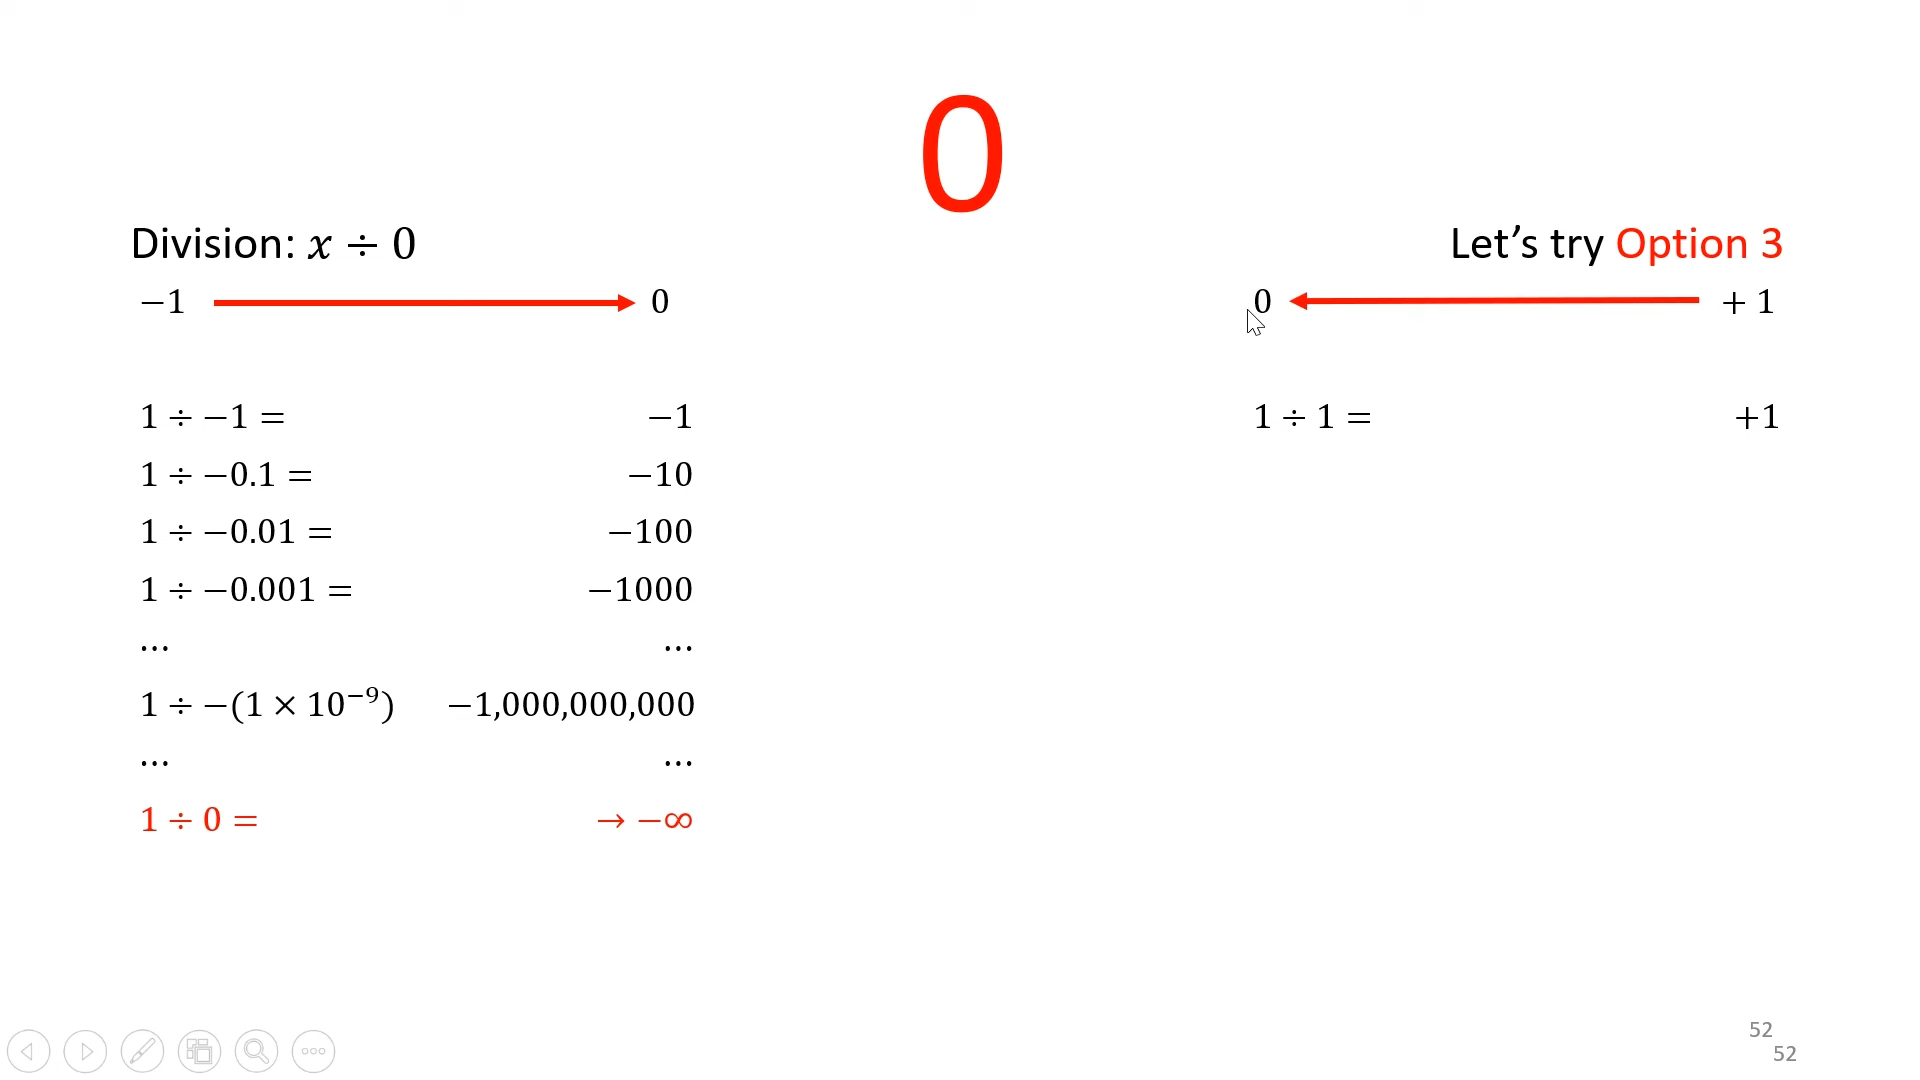 0
Division: x ÷ 0
Let’s try Option 3
−1 0
0 + 1
1 ÷ −1 = −1
1 ÷ −0.1 = −10
1 ÷ −0.01 = −100
1 ÷ −0.001 = −1000
... ...
1 ÷ −(1 × 10⁻⁹) −1,000,000,000
... ...
1 ÷ 0 = → −∞
1 ÷ 1 = +1
52
52